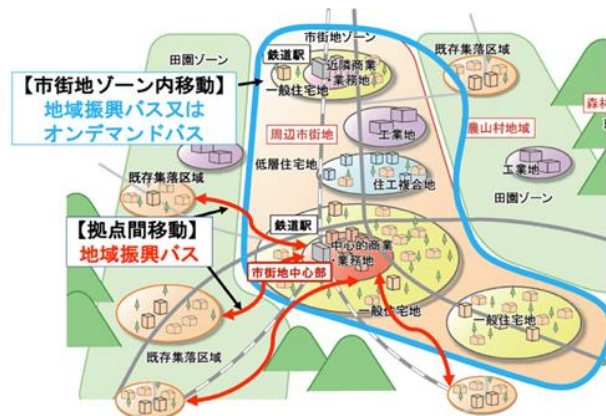 市街地ゾーン
田園ゾーン
鉄道駅
近隣商業
・業務地
一般住宅地
既存集落区域
【市街地ゾーン内移動】
地域振興バス又は
オンデマンドバス
周辺市街地
工業地
農山村地域
森林
低層住宅地
住工複合地
工業地
既存集落区域
田園ゾーン
【拠点間移動】
地域振興バス
鉄道駅
中心的商業
・業務地
市街地中心部
一般住宅地
一般住宅地
既存集落区域